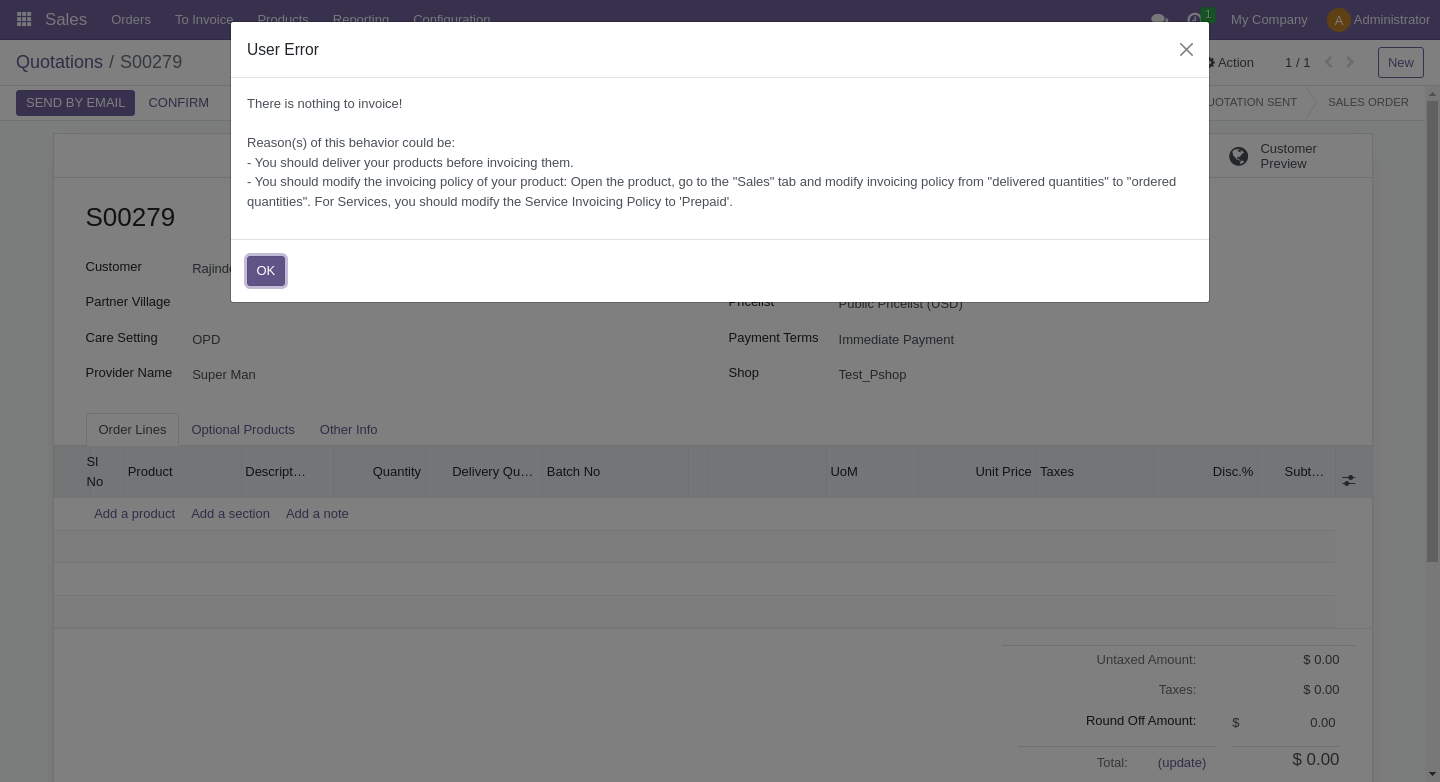 Sales Orders To Invoice Products Reporting Configuration 1 My Company A Administrator
Quotations / S00279 Action 1 / 1 New
SEND BY EMAIL CONFIRM QUOTATION SENT SALES ORDER
User Error
There is nothing to invoice!
Reason(s) of this behavior could be:
- You should deliver your products before invoicing them.
- You should modify the invoicing policy of your product: Open the product, go to the "Sales" tab and modify invoicing policy from "delivered quantities" to "ordered
quantities". For Services, you should modify the Service Invoicing Policy to 'Prepaid'.
OK
Customer
Preview
S00279
Customer
Partner Village Pricelist Public Pricelist (USD)
Care Setting OPD Payment Terms Immediate Payment
Provider Name Super Man Shop Test_Pshop
Order Lines Optional Products Other Info
Sl
No Product Descript… Quantity Delivery Qu… Batch No UoM Unit Price Taxes Disc.% Subt…
Add a product Add a section Add a note
Untaxed Amount: $ 0.00
Taxes: $ 0.00
Round Off Amount: $ 0.00
Total: (update) $ 0.00